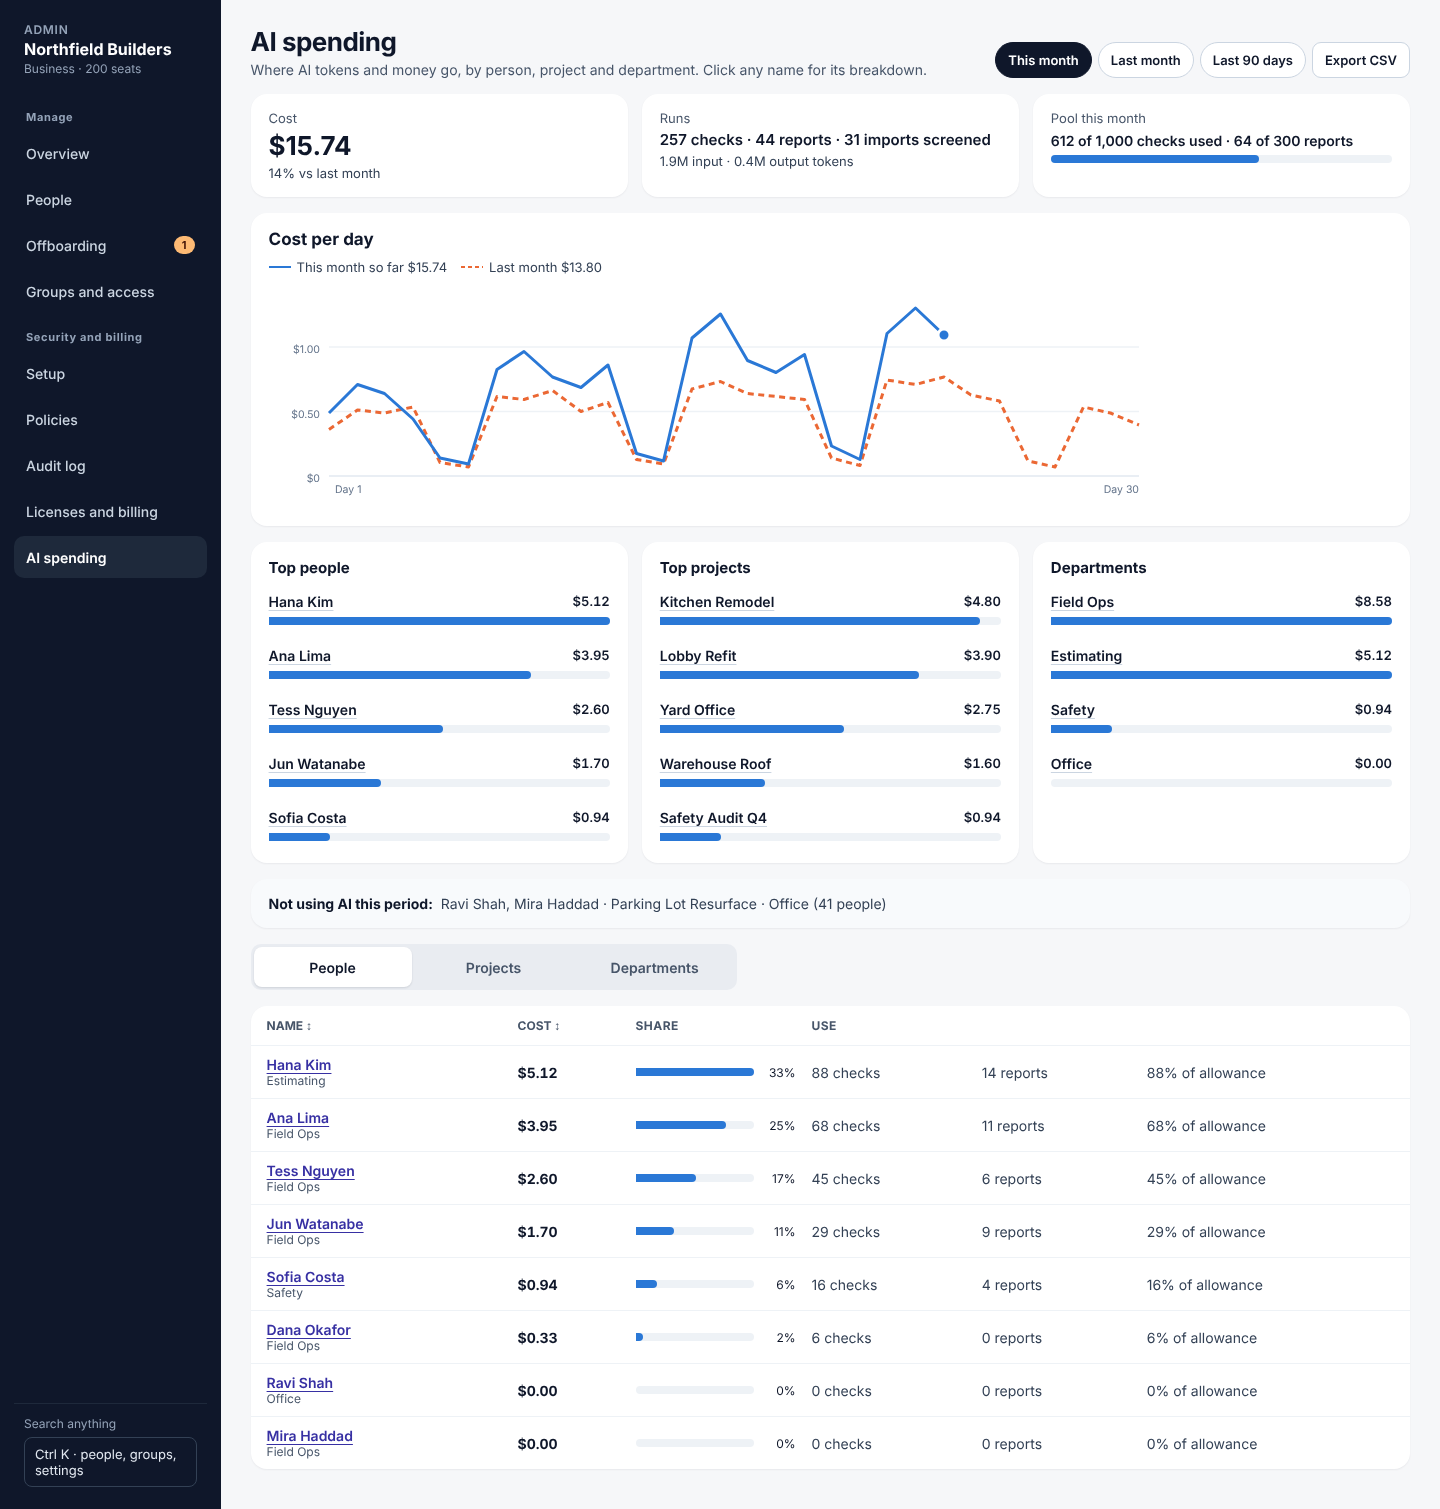 ADMIN
Northfield Builders
Business · 200 seats
Manage
Overview
People
Offboarding 1
Groups and access
Security and billing
Setup
Policies
Audit log
Licenses and billing
AI spending
Search anything
Ctrl K · people, groups,
settings
AI spending
Where AI tokens and money go, by person, project and department. Click any name for its breakdown.
This month Last month Last 90 days Export CSV
Cost
$15.74
14% vs last month
Runs
257 checks · 44 reports · 31 imports screened
1.9M input · 0.4M output tokens
Pool this month
612 of 1,000 checks used · 64 of 300 reports
Cost per day
This month so far $15.74 Last month $13.80
$1.00
$0.50
$0
Day 1 Day 30
Top people
Hana Kim $5.12
Ana Lima $3.95
Tess Nguyen $2.60
Jun Watanabe $1.70
Sofia Costa $0.94
Top projects
Kitchen Remodel $4.80
Lobby Refit $3.90
Yard Office $2.75
Warehouse Roof $1.60
Safety Audit Q4 $0.94
Departments
Field Ops $8.58
Estimating $5.12
Safety $0.94
Office $0.00
Not using AI this period: Ravi Shah, Mira Haddad · Parking Lot Resurface · Office (41 people)
People Projects Departments
NAME ↕ COST ↕ SHARE USE
Hana Kim
Estimating
$5.12 33% 88 checks 14 reports 88% of allowance
Ana Lima
Field Ops
$3.95 25% 68 checks 11 reports 68% of allowance
Tess Nguyen
Field Ops
$2.60 17% 45 checks 6 reports 45% of allowance
Jun Watanabe
Field Ops
$1.70 11% 29 checks 9 reports 29% of allowance
Sofia Costa
Safety
$0.94 6% 16 checks 4 reports 16% of allowance
Dana Okafor
Field Ops
$0.33 2% 6 checks 0 reports 6% of allowance
Ravi Shah
Office
$0.00 0% 0 checks 0 reports 0% of allowance
Mira Haddad
Field Ops
$0.00 0% 0 checks 0 reports 0% of allowance